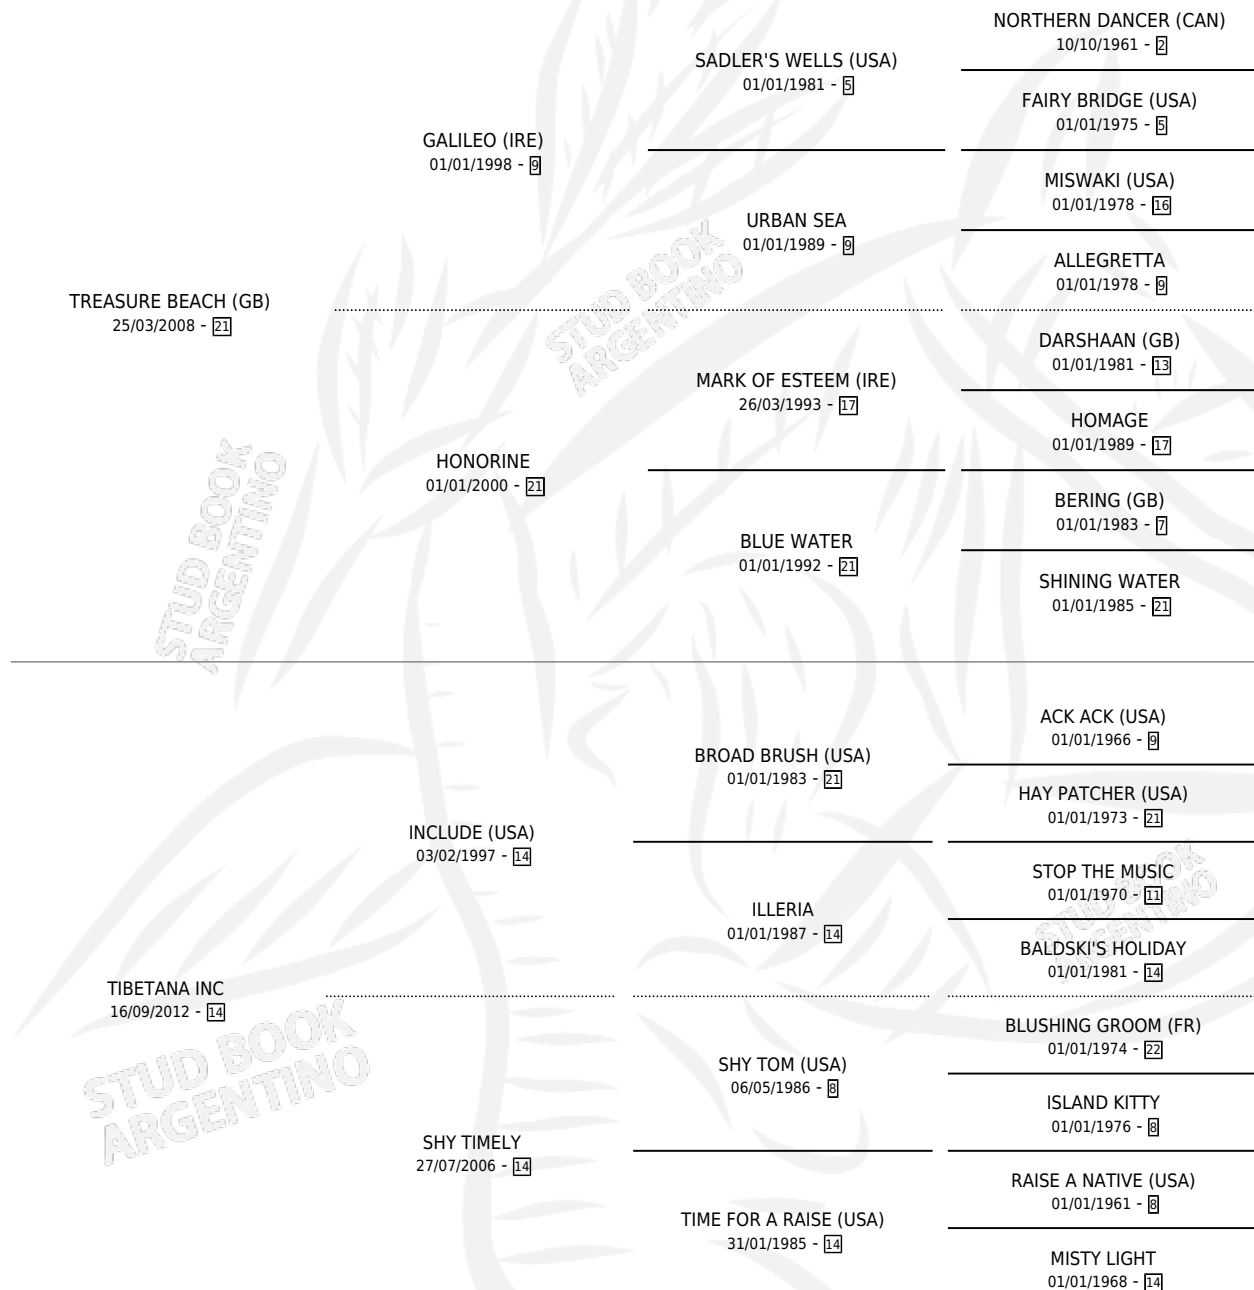 NORTHERN DANCER (CAN)
10/10/1961 - 2
SADLER'S WELLS (USA)
01/01/1981 - 5
FAIRY BRIDGE (USA)
01/01/1975 - 5
GALILEO (IRE)
01/01/1998 - 9
MISWAKI (USA)
01/01/1978 - 16
URBAN SEA
01/01/1989 - 9
ALLEGRETTA
01/01/1978 - 9
TREASURE BEACH (GB)
25/03/2008 - 21
DARSHAAN (GB)
01/01/1981 - 13
MARK OF ESTEEM (IRE)
26/03/1993 - 17
HOMAGE
01/01/1989 - 17
HONORINE
01/01/2000 - 21
BERING (GB)
01/01/1983 - 7
BLUE WATER
01/01/1992 - 21
SHINING WATER
01/01/1985 - 21
STUD BOOK
ARGENTINO
STUD BOOK
ARGENTINO
ACK ACK (USA)
01/01/1966 - 9
BROAD BRUSH (USA)
01/01/1983 - 21
HAY PATCHER (USA)
01/01/1973 - 21
INCLUDE (USA)
03/02/1997 - 14
STOP THE MUSIC
01/01/1970 - 11
ILLERIA
01/01/1987 - 14
BALDSKI'S HOLIDAY
01/01/1981 - 14
TIBETANA INC
16/09/2012 - 14
BLUSHING GROOM (FR)
01/01/1974 - 22
SHY TOM (USA)
06/05/1986 - 8
ISLAND KITTY
01/01/1976 - 8
SHY TIMELY
27/07/2006 - 14
RAISE A NATIVE (USA)
01/01/1961 - 8
TIME FOR A RAISE (USA)
31/01/1985 - 14
MISTY LIGHT
01/01/1968 - 14
STUD BOOK
ARGENTINO
STUD BOOK
ARGENTINO